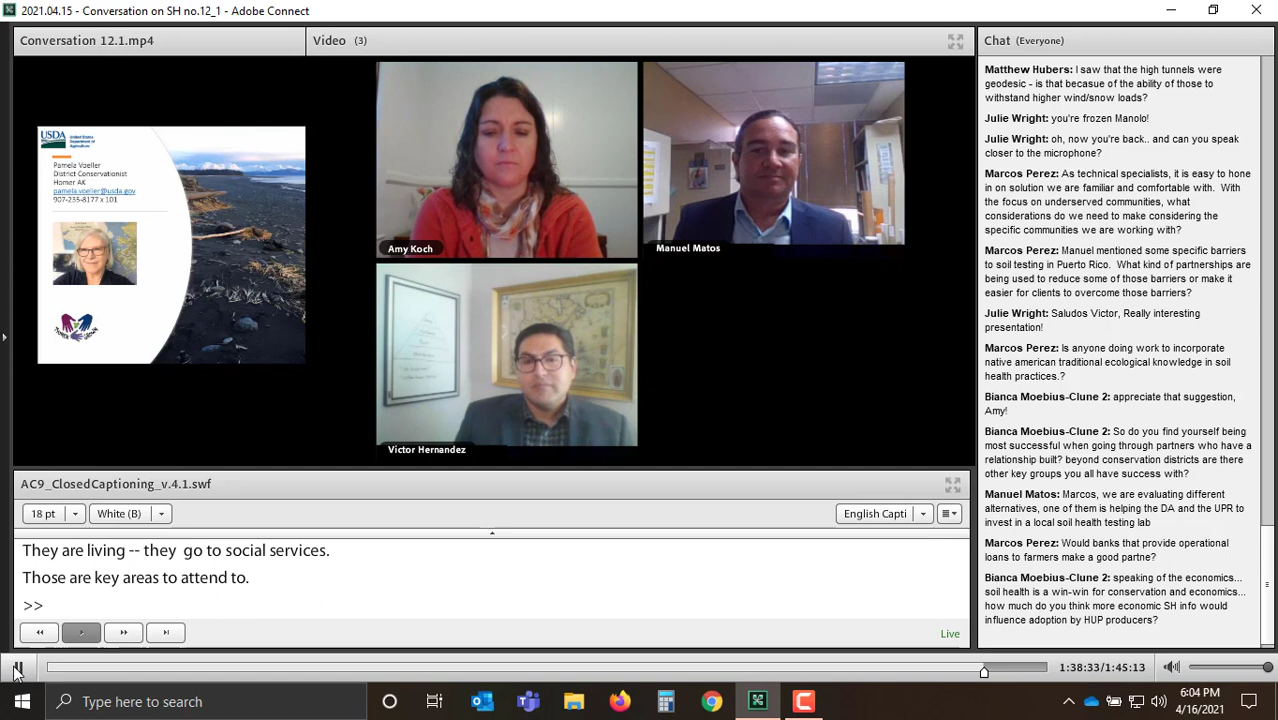 2021.04.15 - Conversation on SH no.12_1 - Adobe Connect
Conversation 12.1.mp4
Video (3)
USDA
United States
Department of
Agriculture
Pamela Voeller
District Conservationist
Homer AK
pamela.voeller@usda.gov
907-235-8177 x 101
Amy Koch
Manuel Matos
Victor Hernandez
AC9_ClosedCaptioning_v.4.1.swf
18 pt
White (B)
English Capti
They are living -- they go to social services.
Those are key areas to attend to.
>>
Live
Chat (Everyone)
Matthew Hubers: I saw that the high tunnels were
geodesic - is that becasue of the ability of those to
withstand higher wind/snow loads?
Julie Wright: you're frozen Manolo!
Julie Wright: oh, now you're back.. and can you speak
closer to the microphone?
Marcos Perez: As technical specialists, it is easy to hone
in on solution we are familiar and comfortable with. With
the focus on underserved communities, what
considerations do we need to make considering the
specific communities we are working with?
Marcos Perez: Manuel mentioned some specific barriers
to soil testing in Puerto Rico. What kind of partnerships are
being used to reduce some of those barriers or make it
easier for clients to overcome those barriers?
Julie Wright: Saludos Victor, Really interesting
presentation!
Marcos Perez: Is anyone doing work to incorporate
native american traditional ecological knowledge in soil
health practices.?
Bianca Moebius-Clune 2: appreciate that suggestion,
Amy!
Bianca Moebius-Clune 2: So do you find yourself being
most successful when going through partners who have a
relationship built? beyond conservation districts are there
other key groups you all have success with?
Manuel Matos: Marcos, we are evaluating different
alternatives, one of them is helping the DA and the UPR to
invest in a local soil health testing lab
Marcos Perez: Would banks that provide operational
loans to farmers make a good partne?
Bianca Moebius-Clune 2: speaking of the economics...
soil health is a win-win for conservation and economics...
how much do you think more economic SH info would
influence adoption by HUP producers?
1:38:33/1:45:13
Type here to search
6:04 PM
4/16/2021